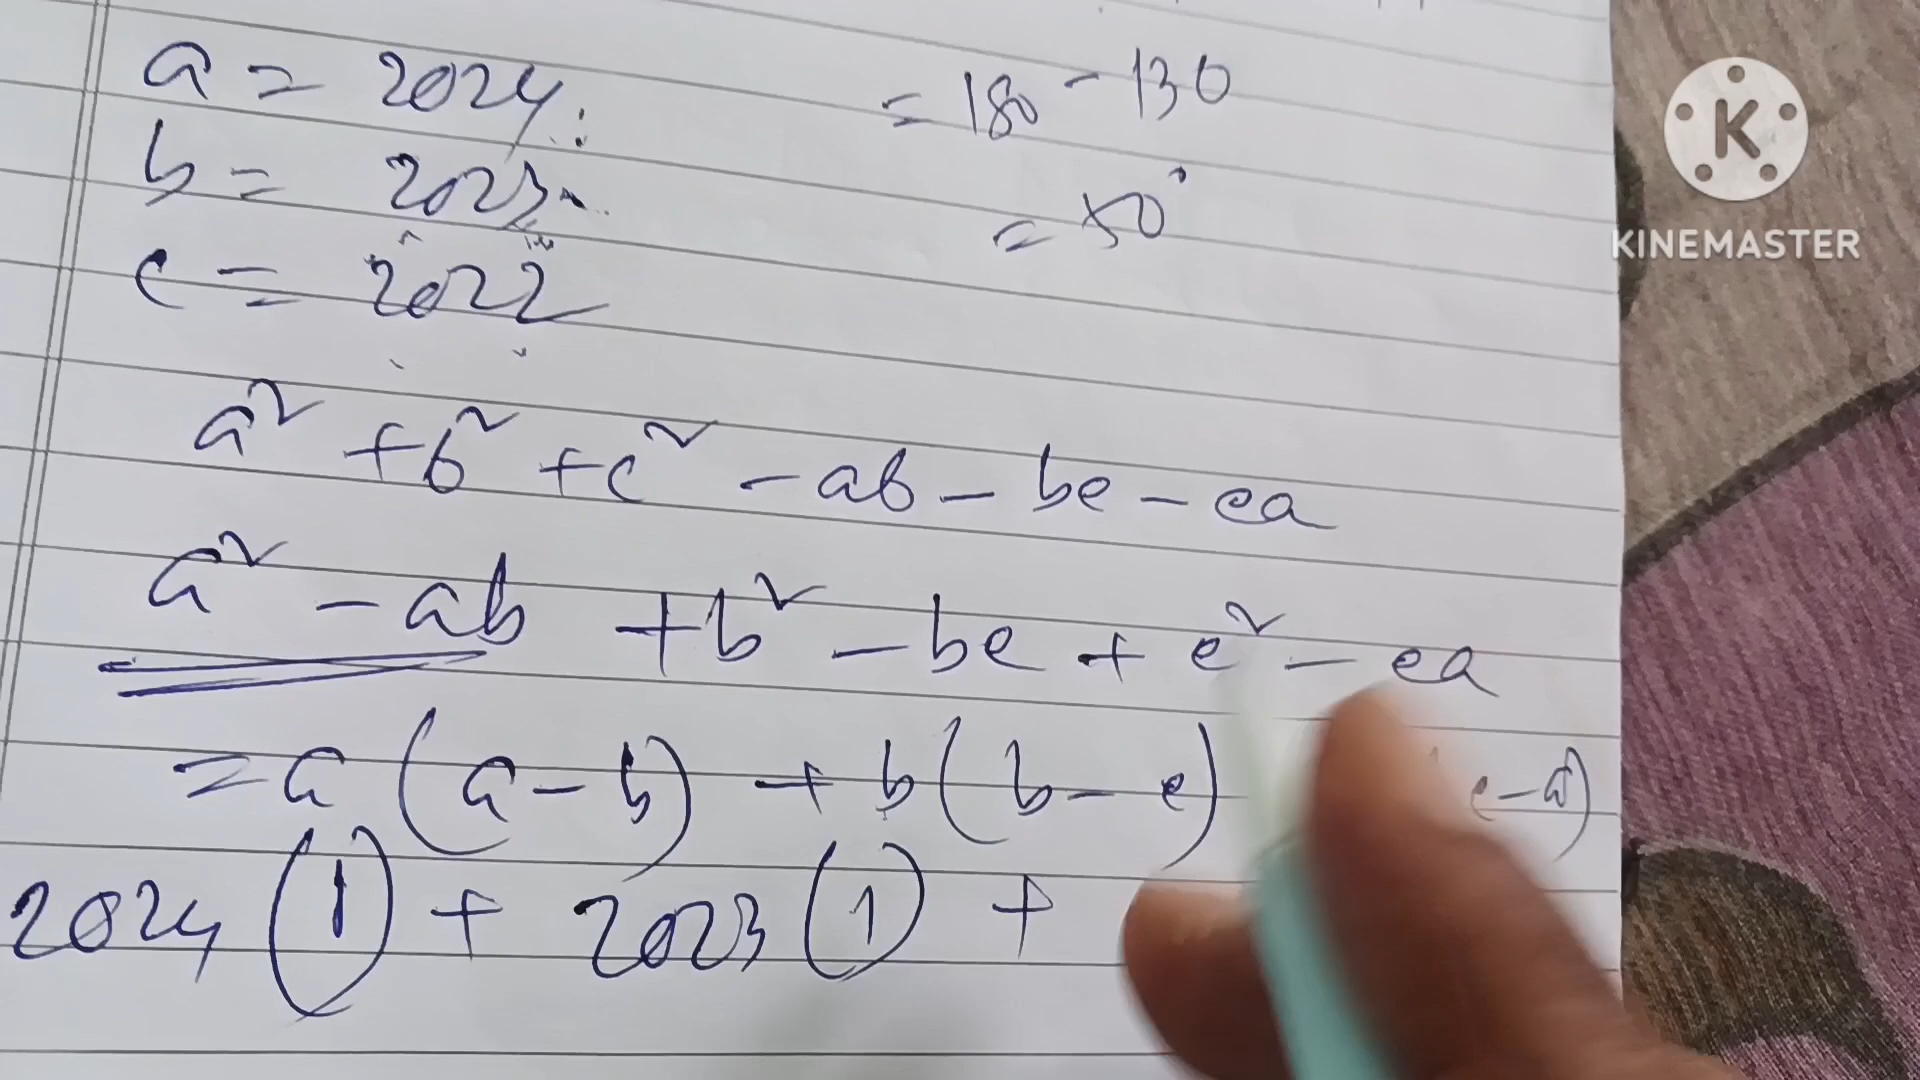 a = 2024
= 180 - 130
b = 2023
= 50°
c = 2022
a² + b² + c² - ab - bc - ca
a² - ab + b² - bc + c² - ca
= a (a - b) + b (b - c) c - a)
2024 (1) + 2023 (1) +
K
KINEMASTER